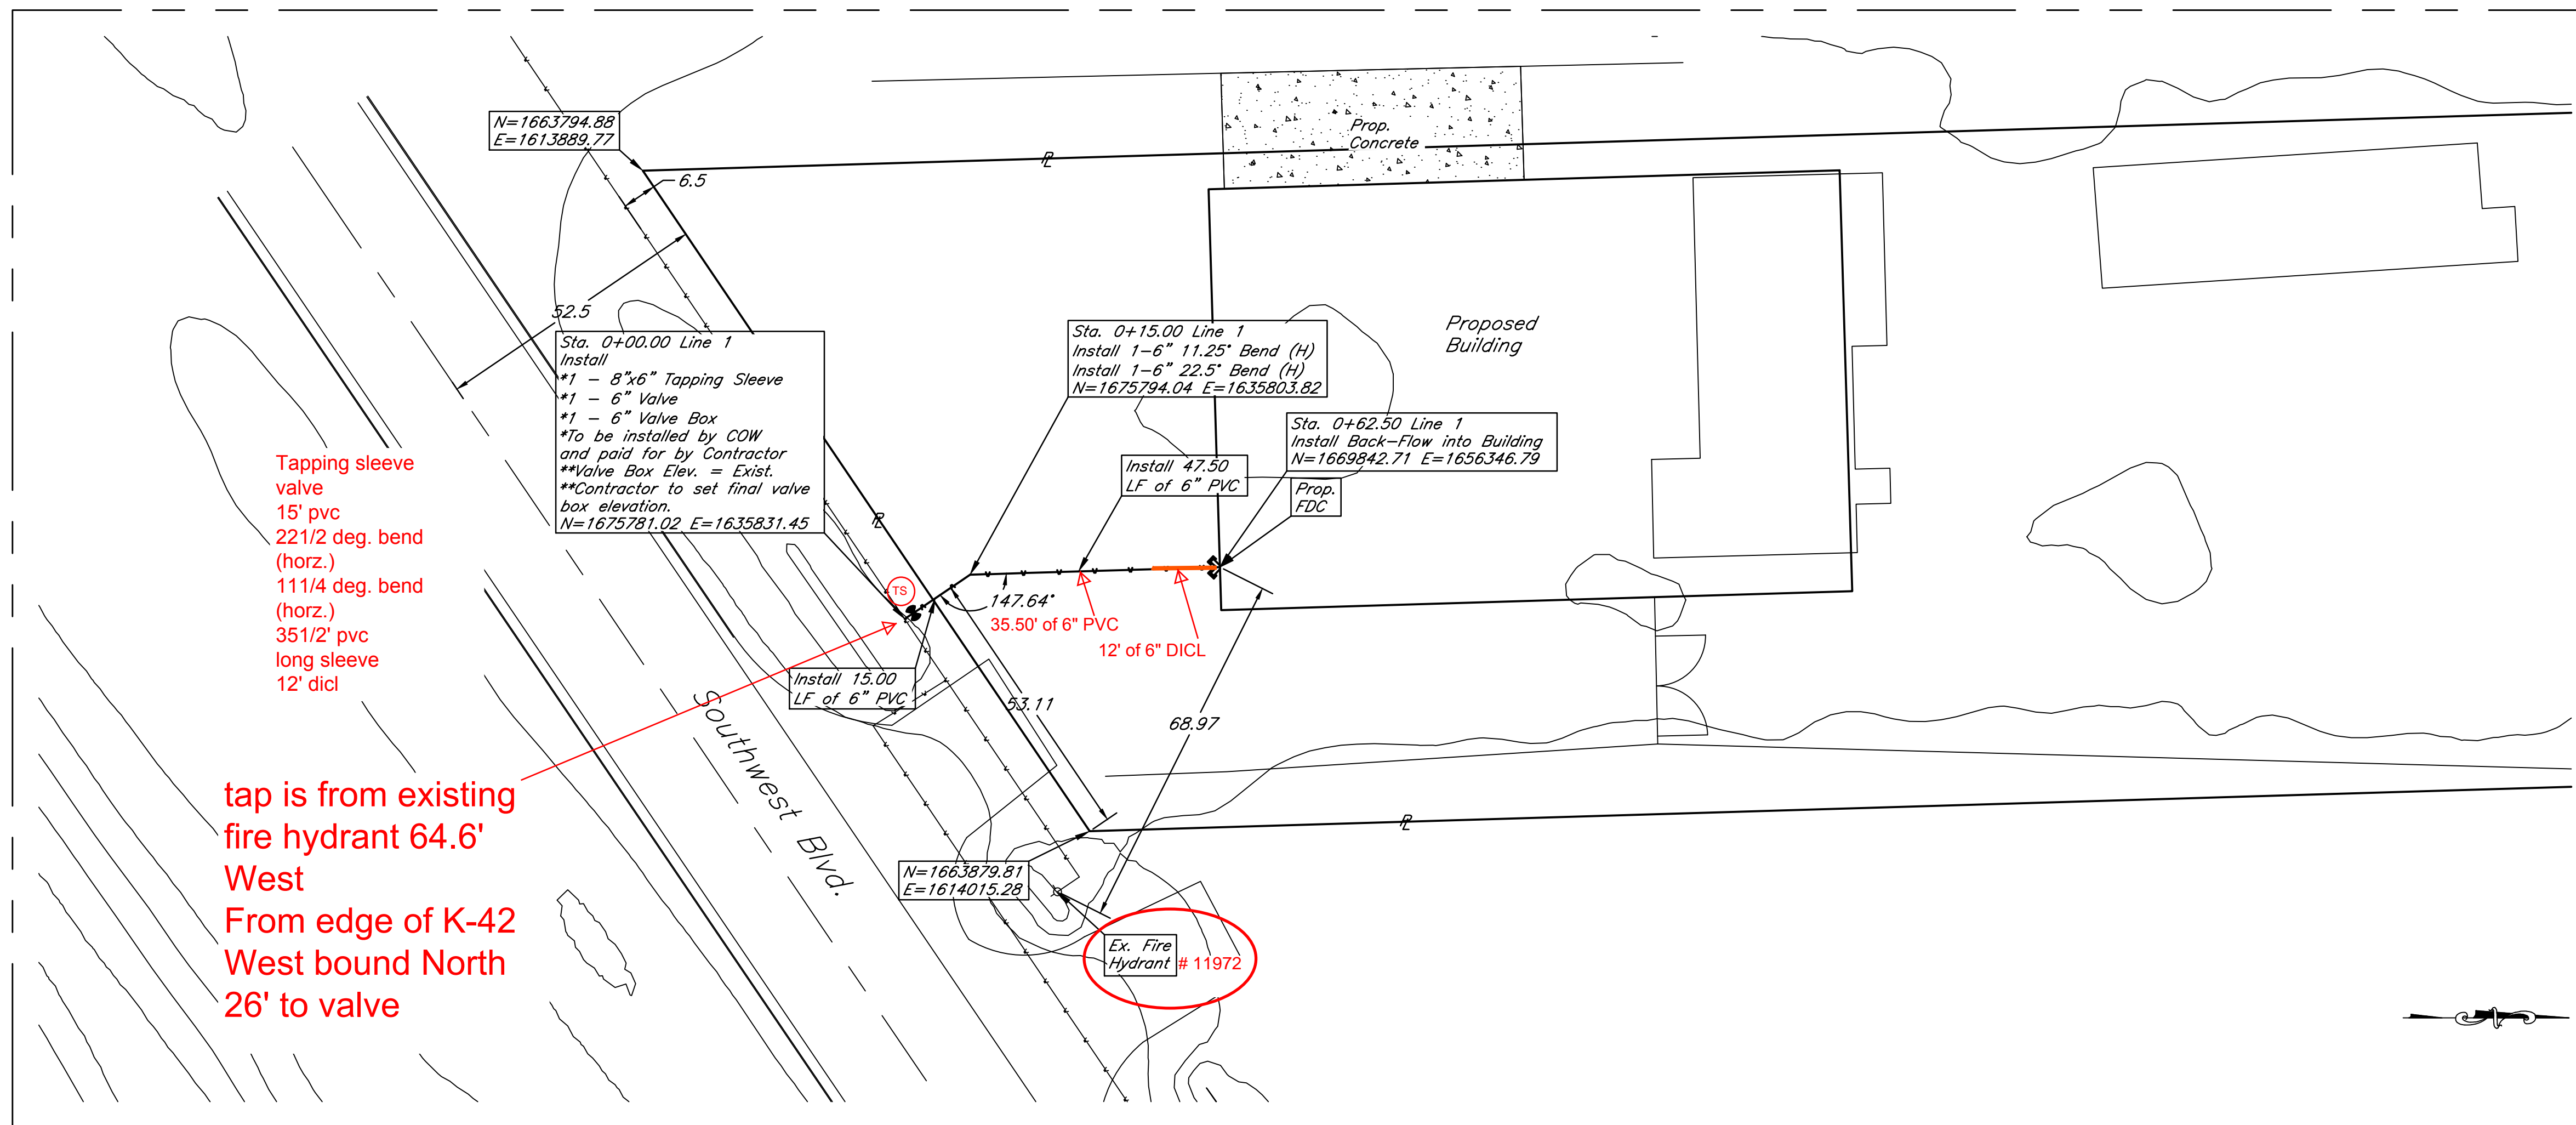 N=1663794.88
E=1613889.77
6.5
52.5
Prop.
Concrete
Proposed
Building
Sta. 0+00.00 Line 1
Install
*1 – 8"x6" Tapping Sleeve
*1 – 6" Valve
*1 – 6" Valve Box
*To be installed by COW
and paid for by Contractor
**Valve Box Elev. = Exist.
**Contractor to set final valve
box elevation.
N=1675781.02 E=1635831.45
Sta. 0+15.00 Line 1
Install 1–6" 11.25° Bend (H)
Install 1–6" 22.5° Bend (H)
N=1675794.04 E=1635803.82
Sta. 0+62.50 Line 1
Install Back–Flow into Building
N=1669842.71 E=1656346.79
Install 47.50
LF of 6" PVC
Prop.
FDC
Tapping sleeve
valve
15' pvc
221/2 deg. bend
(horz.)
111/4 deg. bend
(horz.)
351/2' pvc
long sleeve
12' dicl
TS
147.64°
35.50' of 6" PVC
12' of 6" DICL
Install 15.00
LF of 6" PVC
53.11
68.97
Southwest Blvd.
tap is from existing
fire hydrant 64.6'
West
From edge of K-42
West bound North
26' to valve
N=1663879.81
E=1614015.28
Ex. Fire
Hydrant # 11972